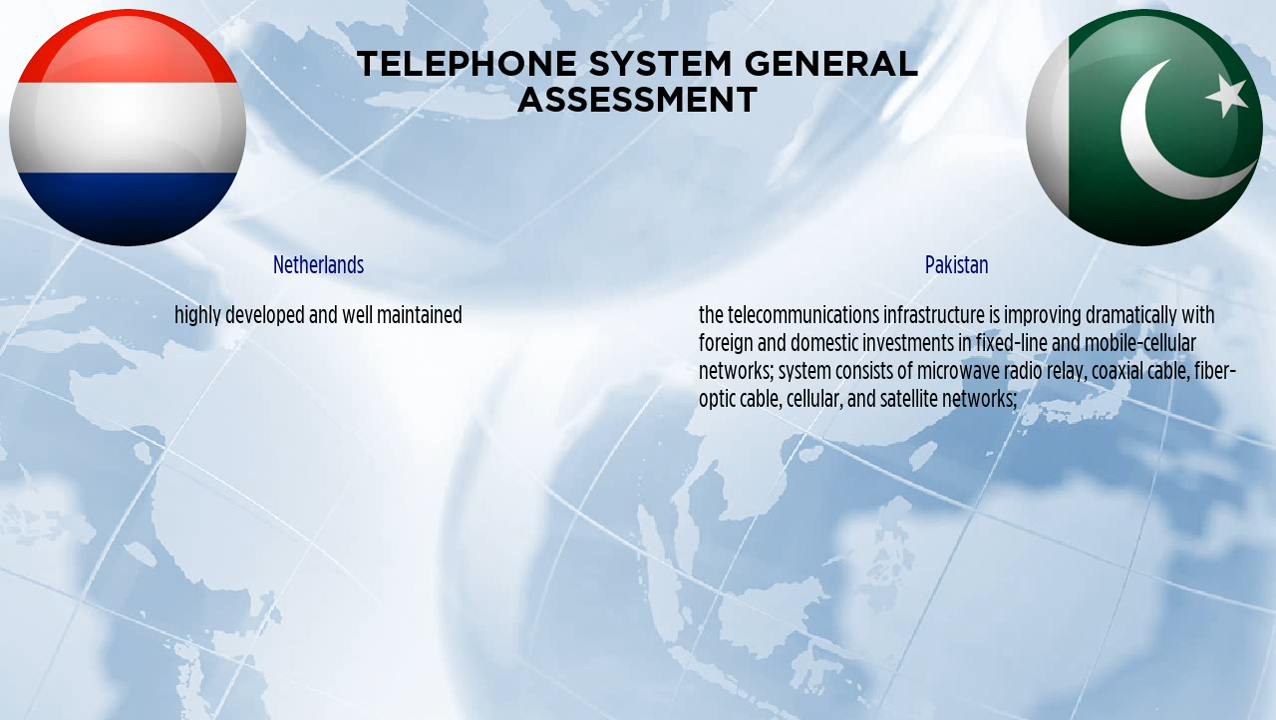 TELEPHONE SYSTEM GENERAL
ASSESSMENT
Netherlands
highly developed and well maintained
Pakistan
the telecommunications infrastructure is improving dramatically with
foreign and domestic investments in fixed-line and mobile-cellular
networks; system consists of microwave radio relay, coaxial cable, fiber-
optic cable, cellular, and satellite networks;